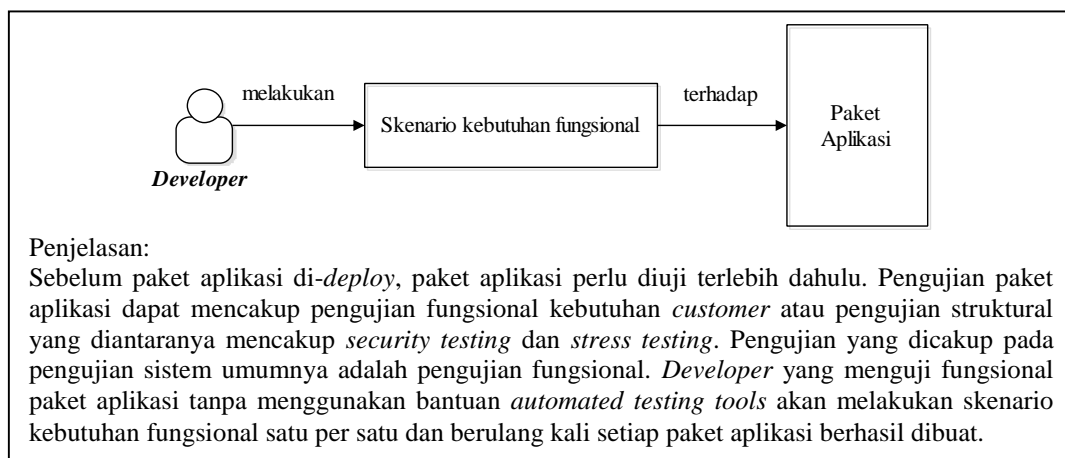 melakukan
terhadap
Skenario kebutuhan fungsional
Paket
Aplikasi
Developer
Penjelasan:
Sebelum paket aplikasi di-deploy, paket aplikasi perlu diuji terlebih dahulu. Pengujian paket
aplikasi dapat mencakup pengujian fungsional kebutuhan customer atau pengujian struktural
yang diantaranya mencakup security testing dan stress testing. Pengujian yang dicakup pada
pengujian sistem umumnya adalah pengujian fungsional. Developer yang menguji fungsional
paket aplikasi tanpa menggunakan bantuan automated testing tools akan melakukan skenario
kebutuhan fungsional satu per satu dan berulang kali setiap paket aplikasi berhasil dibuat.